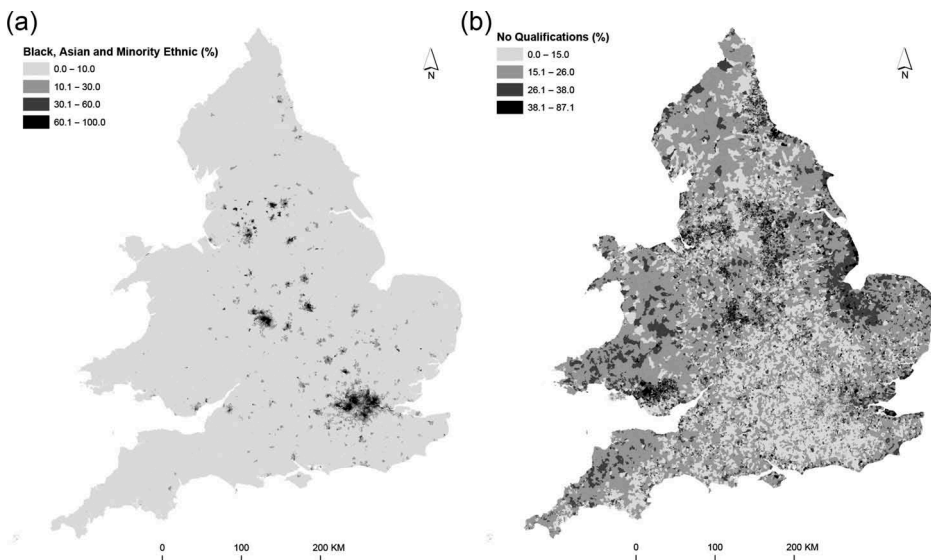 (a)
Black, Asian and Minority Ethnic (%)
0.0 – 10.0
10.1 – 30.0
30.1 – 60.0
60.1 – 100.0
N
0 100 200 KM
(b)
No Qualifications (%)
0.0 – 15.0
15.1 – 26.0
26.1 – 38.0
38.1 – 87.1
N
0 100 200 KM